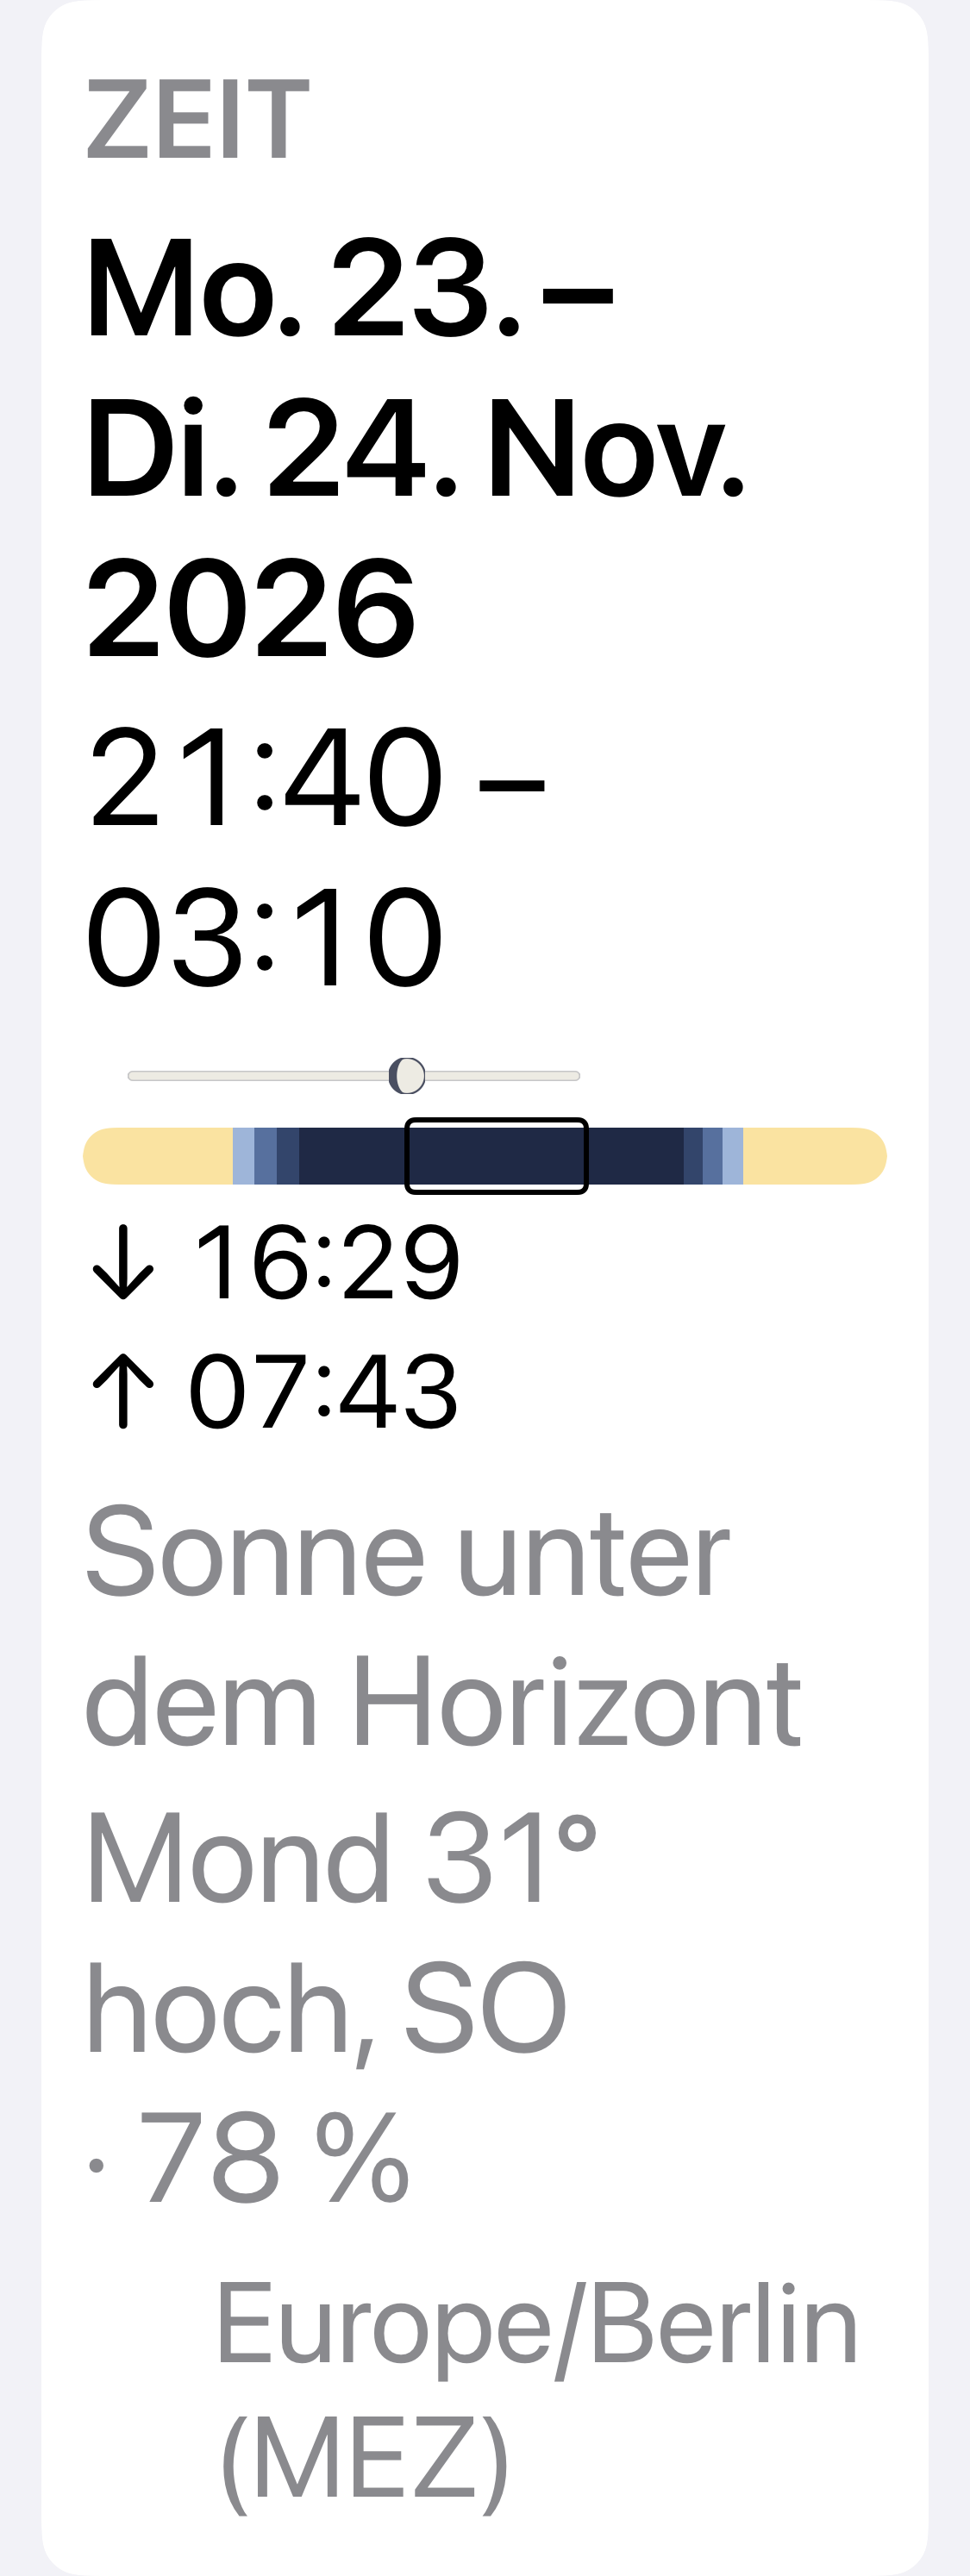 ZEIT
Mo. 23. –
Di. 24. Nov.
2026
21:40 –
03:10
↓ 16:29
↑ 07:43
Sonne unter
dem Horizont
Mond 31°
hoch, SO
· 78 %
Europe/Berlin
(MEZ)